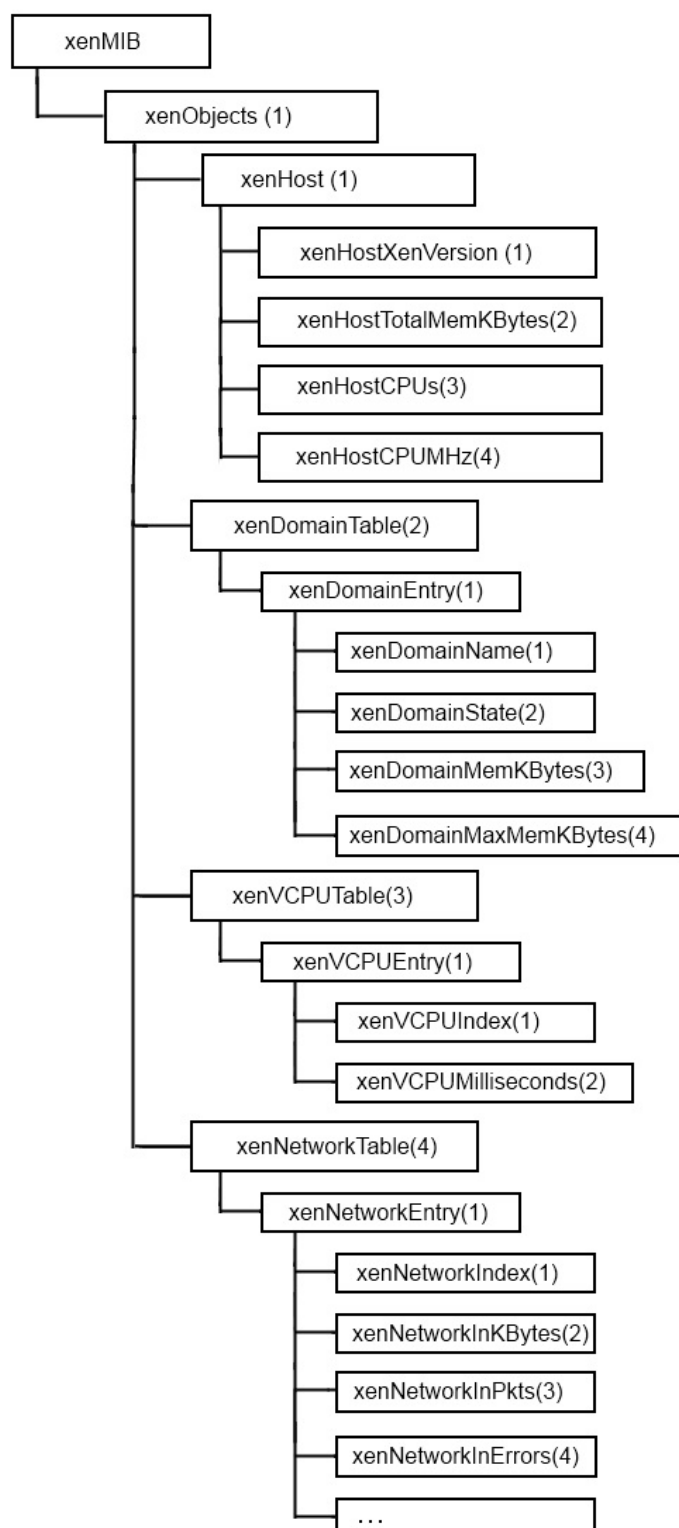 xenMIB
xenObjects (1)
xenHost (1)
xenHostXenVersion (1)
xenHostTotalMemKBytes(2)
xenHostCPUs(3)
xenHostCPUMHz(4)
xenDomainTable(2)
xenDomainEntry(1)
xenDomainName(1)
xenDomainState(2)
xenDomainMemKBytes(3)
xenDomainMaxMemKBytes(4)
xenVCPUTable(3)
xenVCPUEntry(1)
xenVCPUIndex(1)
xenVCPUMilliseconds(2)
xenNetworkTable(4)
xenNetworkEntry(1)
xenNetworkIndex(1)
xenNetworkInKBytes(2)
xenNetworkInPkts(3)
xenNetworkInErrors(4)
...